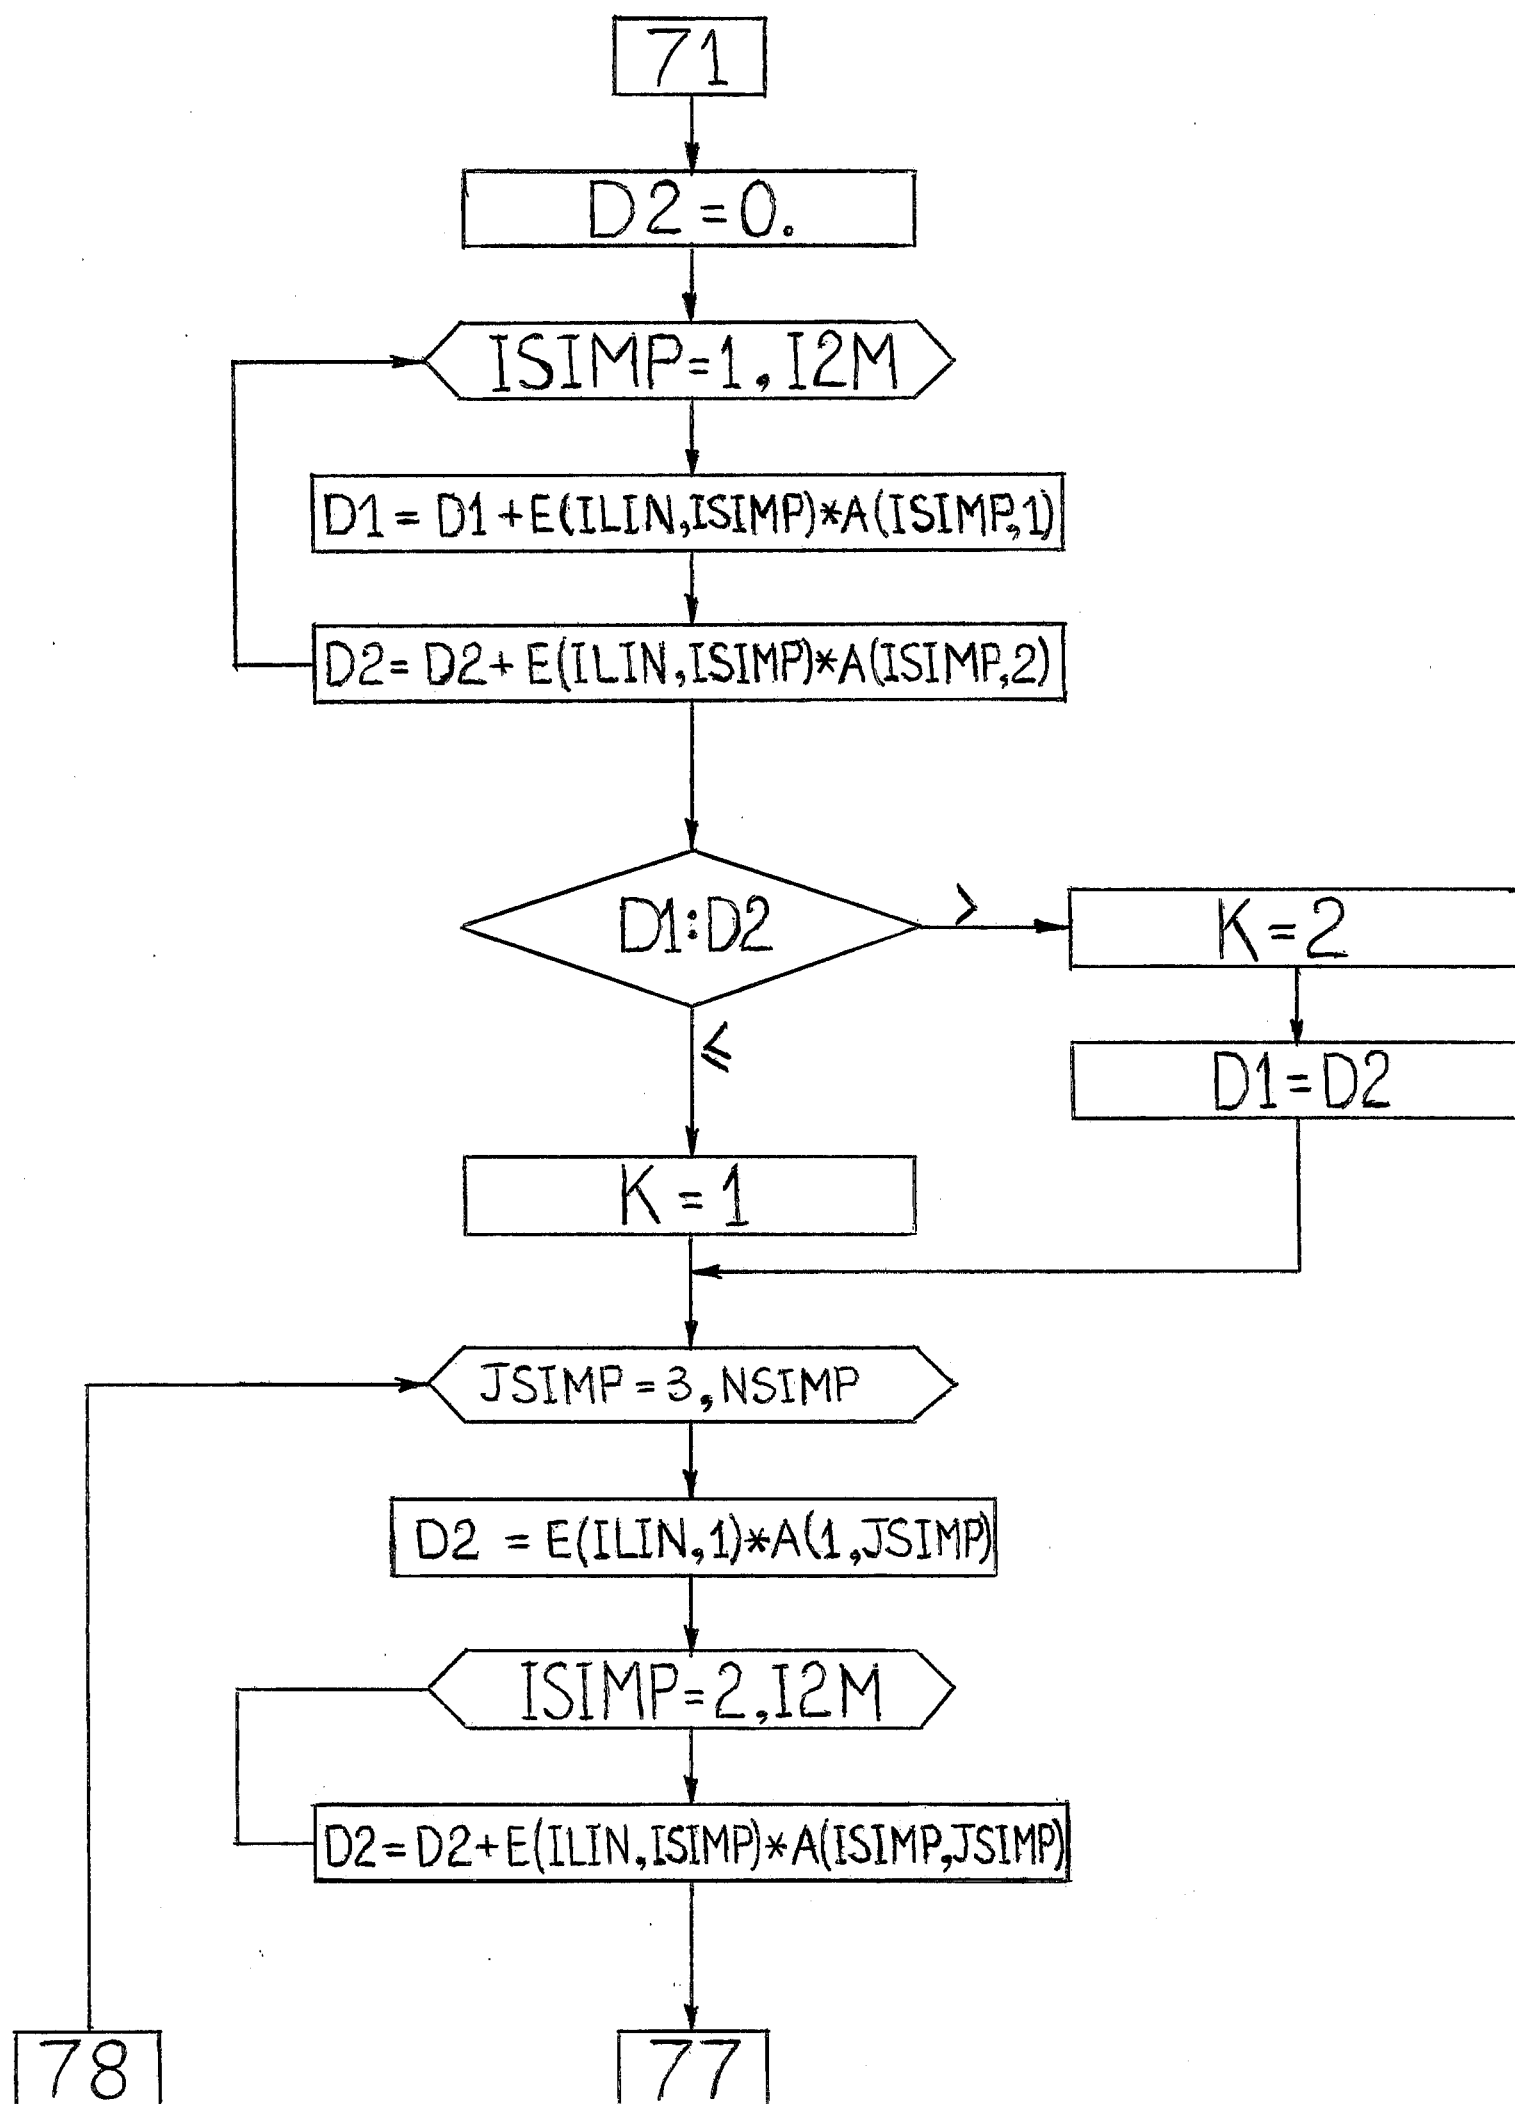 71
D2=0.
ISIMP=1,I2M
D1=D1+E(ILIN,ISIMP)*A(ISIMP,1)
D2=D2+E(ILIN,ISIMP)*A(ISIMP,2)
D1:D2
>
K=2
≤
D1=D2
K=1
JSIMP=3,NSIMP
D2=E(ILIN,1)*A(1,JSIMP)
ISIMP=2,I2M
D2=D2+E(ILIN,ISIMP)*A(ISIMP,JSIMP)
78
77